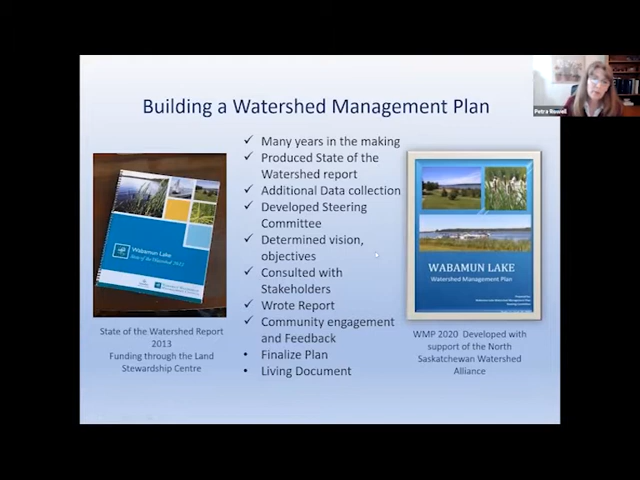 Building a Watershed Management Plan
✓ Many years in the making
✓ Produced State of the
Watershed report
✓ Additional Data collection
✓ Developed Steering
Committee
✓ Determined vision,
objectives
✓ Consulted with
Stakeholders
✓ Wrote Report
✓ Community engagement
and Feedback
• Finalize Plan
• Living Document
Wabamun Lake
State of the Watershed 2013
State of the Watershed Report
2013
Funding through the Land
Stewardship Centre
WABAMUN LAKE
Watershed Management Plan
WMP 2020 Developed with
support of the North
Saskatchewan Watershed
Alliance
Petra Rowell